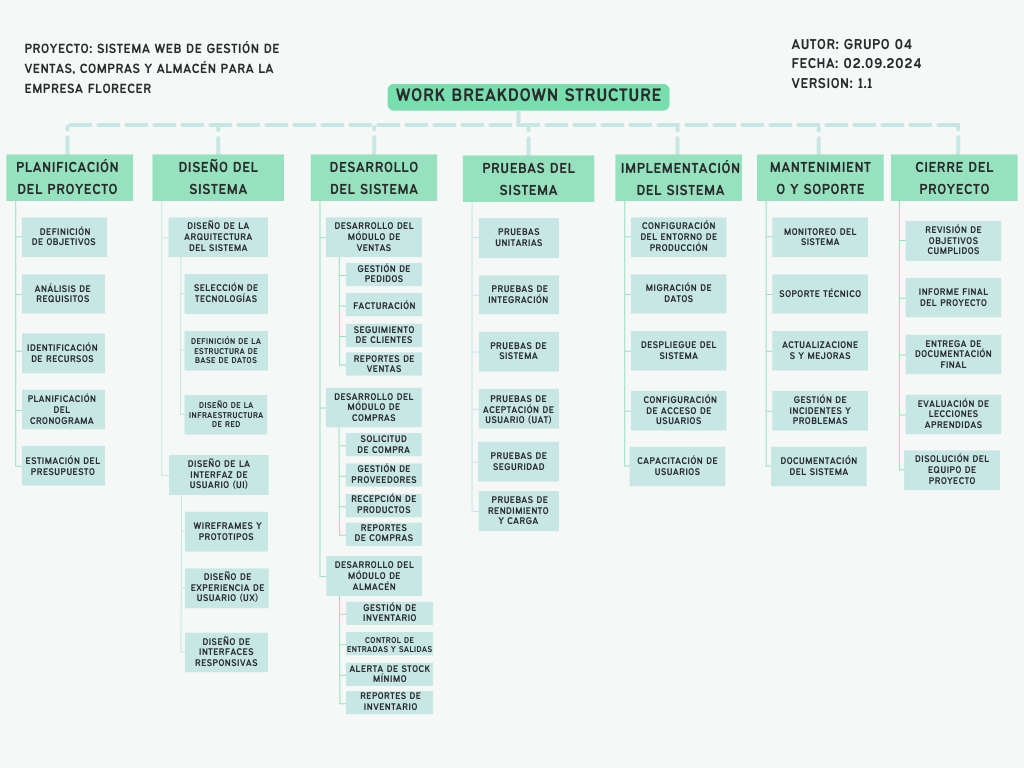 PROYECTO: SISTEMA WEB DE GESTIÓN DE
VENTAS, COMPRAS Y ALMACÉN PARA LA
EMPRESA FLORECER
AUTOR: GRUPO 04
FECHA: 02.09.2024
VERSION: 1.1
WORK BREAKDOWN STRUCTURE
PLANIFICACIÓN
DEL PROYECTO
DEFINICIÓN
DE OBJETIVOS
ANÁLISIS DE
REQUISITOS
IDENTIFICACIÓN
DE RECURSOS
PLANIFICACIÓN
DEL
CRONOGRAMA
ESTIMACIÓN DEL
PRESUPUESTO
DISEÑO DEL
SISTEMA
DISEÑO DE LA
ARQUITECTURA
DEL SISTEMA
SELECCIÓN DE
TECNOLOGÍAS
DEFINICIÓN DE LA
ESTRUCTURA DE
BASE DE DATOS
DISEÑO DE LA
INFRAESTRUCTURA
DE RED
DISEÑO DE LA
INTERFAZ DE
USUARIO (UI)
WIREFRAMES Y
PROTOTIPOS
DISEÑO DE
EXPERIENCIA DE
USUARIO (UX)
DISEÑO DE
INTERFACES
RESPONSIVAS
DESARROLLO
DEL SISTEMA
DESARROLLO DEL
MÓDULO DE
VENTAS
GESTIÓN DE
PEDIDOS
FACTURACIÓN
SEGUIMIENTO
DE CLIENTES
REPORTES DE
VENTAS
DESARROLLO DEL
MÓDULO DE
COMPRAS
SOLICITUD
DE COMPRA
GESTIÓN DE
PROVEEDORES
RECEPCIÓN DE
PRODUCTOS
REPORTES
DE COMPRAS
DESARROLLO DEL
MÓDULO DE
ALMACÉN
GESTIÓN DE
INVENTARIO
CONTROL DE
ENTRADAS Y SALIDAS
ALERTA DE STOCK
MÍNIMO
REPORTES DE
INVENTARIO
PRUEBAS DEL
SISTEMA
PRUEBAS
UNITARIAS
PRUEBAS DE
INTEGRACIÓN
PRUEBAS DE
SISTEMA
PRUEBAS DE
ACEPTACIÓN DE
USUARIO (UAT)
PRUEBAS DE
SEGURIDAD
PRUEBAS DE
RENDIMIENTO
Y CARGA
IMPLEMENTACIÓN
DEL SISTEMA
CONFIGURACIÓN
DEL ENTORNO DE
PRODUCCIÓN
MIGRACIÓN DE
DATOS
DESPLIEGUE DEL
SISTEMA
CONFIGURACIÓN
DE ACCESO DE
USUARIOS
CAPACITACIÓN DE
USUARIOS
MANTENIMIENT
O Y SOPORTE
MONITOREO DEL
SISTEMA
SOPORTE TÉCNICO
ACTUALIZACIONE
S Y MEJORAS
GESTIÓN DE
INCIDENTES Y
PROBLEMAS
DOCUMENTACIÓN
DEL SISTEMA
CIERRE DEL
PROYECTO
REVISIÓN DE
OBJETIVOS
CUMPLIDOS
INFORME FINAL
DEL PROYECTO
ENTREGA DE
DOCUMENTACIÓN
FINAL
EVALUACIÓN DE
LECCIONES
APRENDIDAS
DISOLUCIÓN DEL
EQUIPO DE
PROYECTO